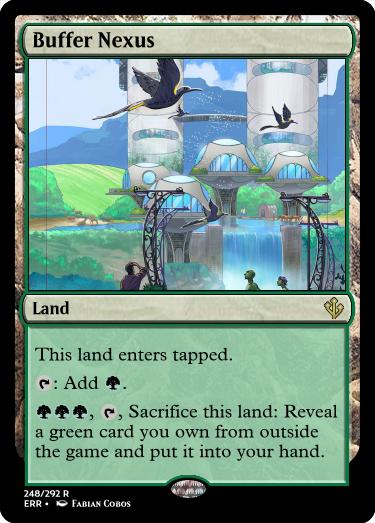 Buffer Nexus
Land
This land enters tapped.
: Add .
, , Sacrifice this land: Reveal
a green card you own from outside
the game and put it into your hand.
248/292 R
ERR • Fabian Cobos